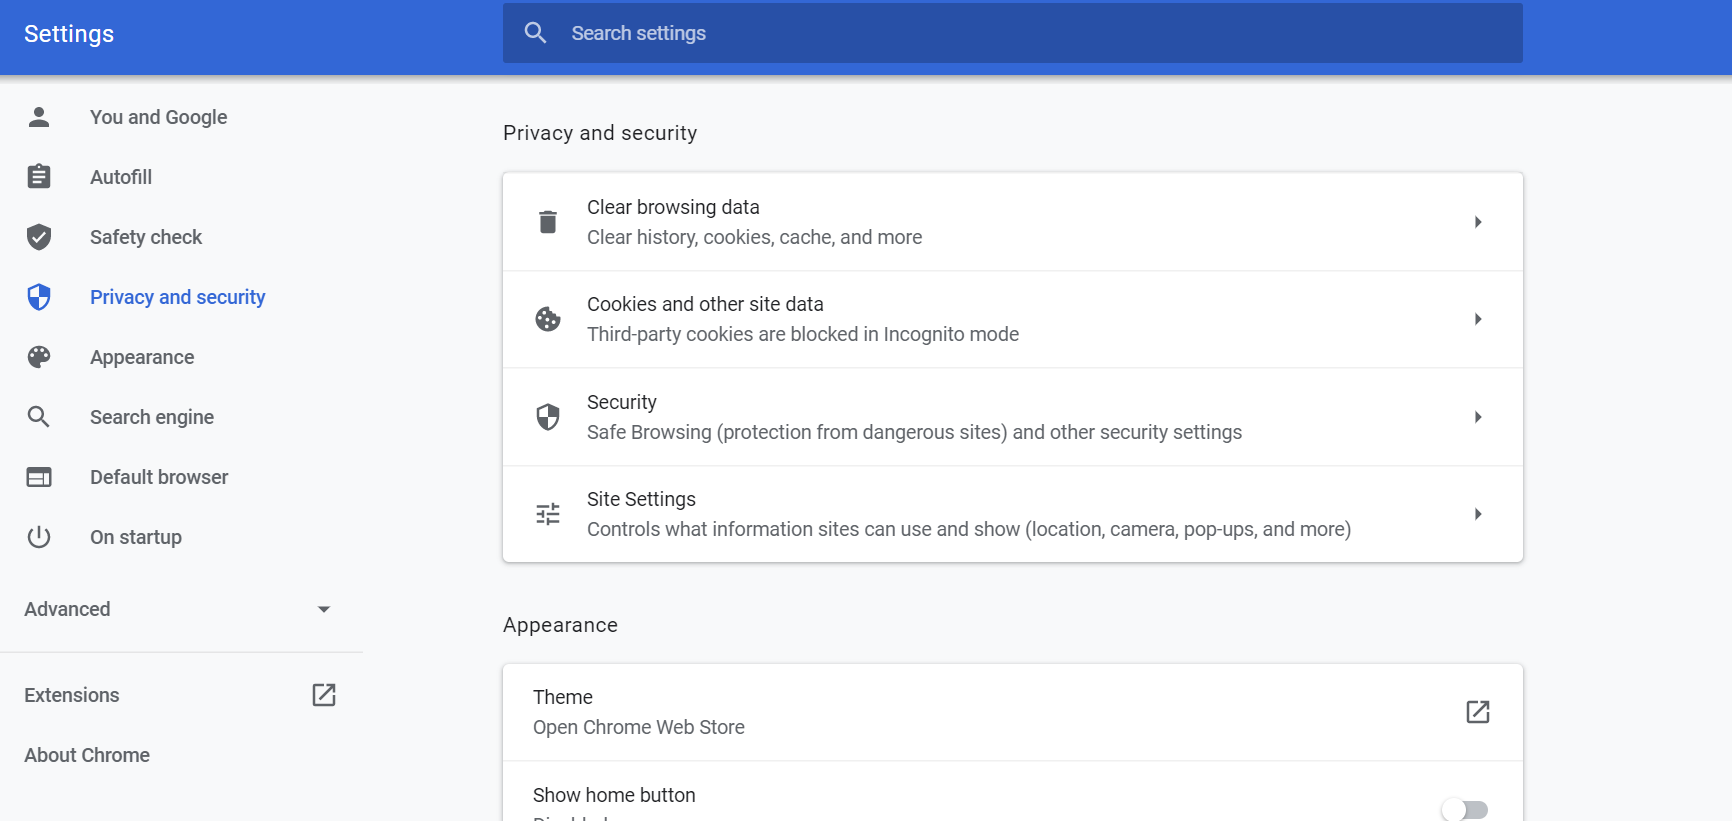 Settings
Search settings
You and Google
Autofill
Safety check
Privacy and security
Appearance
Search engine
Default browser
On startup
Advanced
Extensions
About Chrome
Privacy and security
Clear browsing data
Clear history, cookies, cache, and more
Cookies and other site data
Third-party cookies are blocked in Incognito mode
Security
Safe Browsing (protection from dangerous sites) and other security settings
Site Settings
Controls what information sites can use and show (location, camera, pop-ups, and more)
Appearance
Theme
Open Chrome Web Store
Show home button